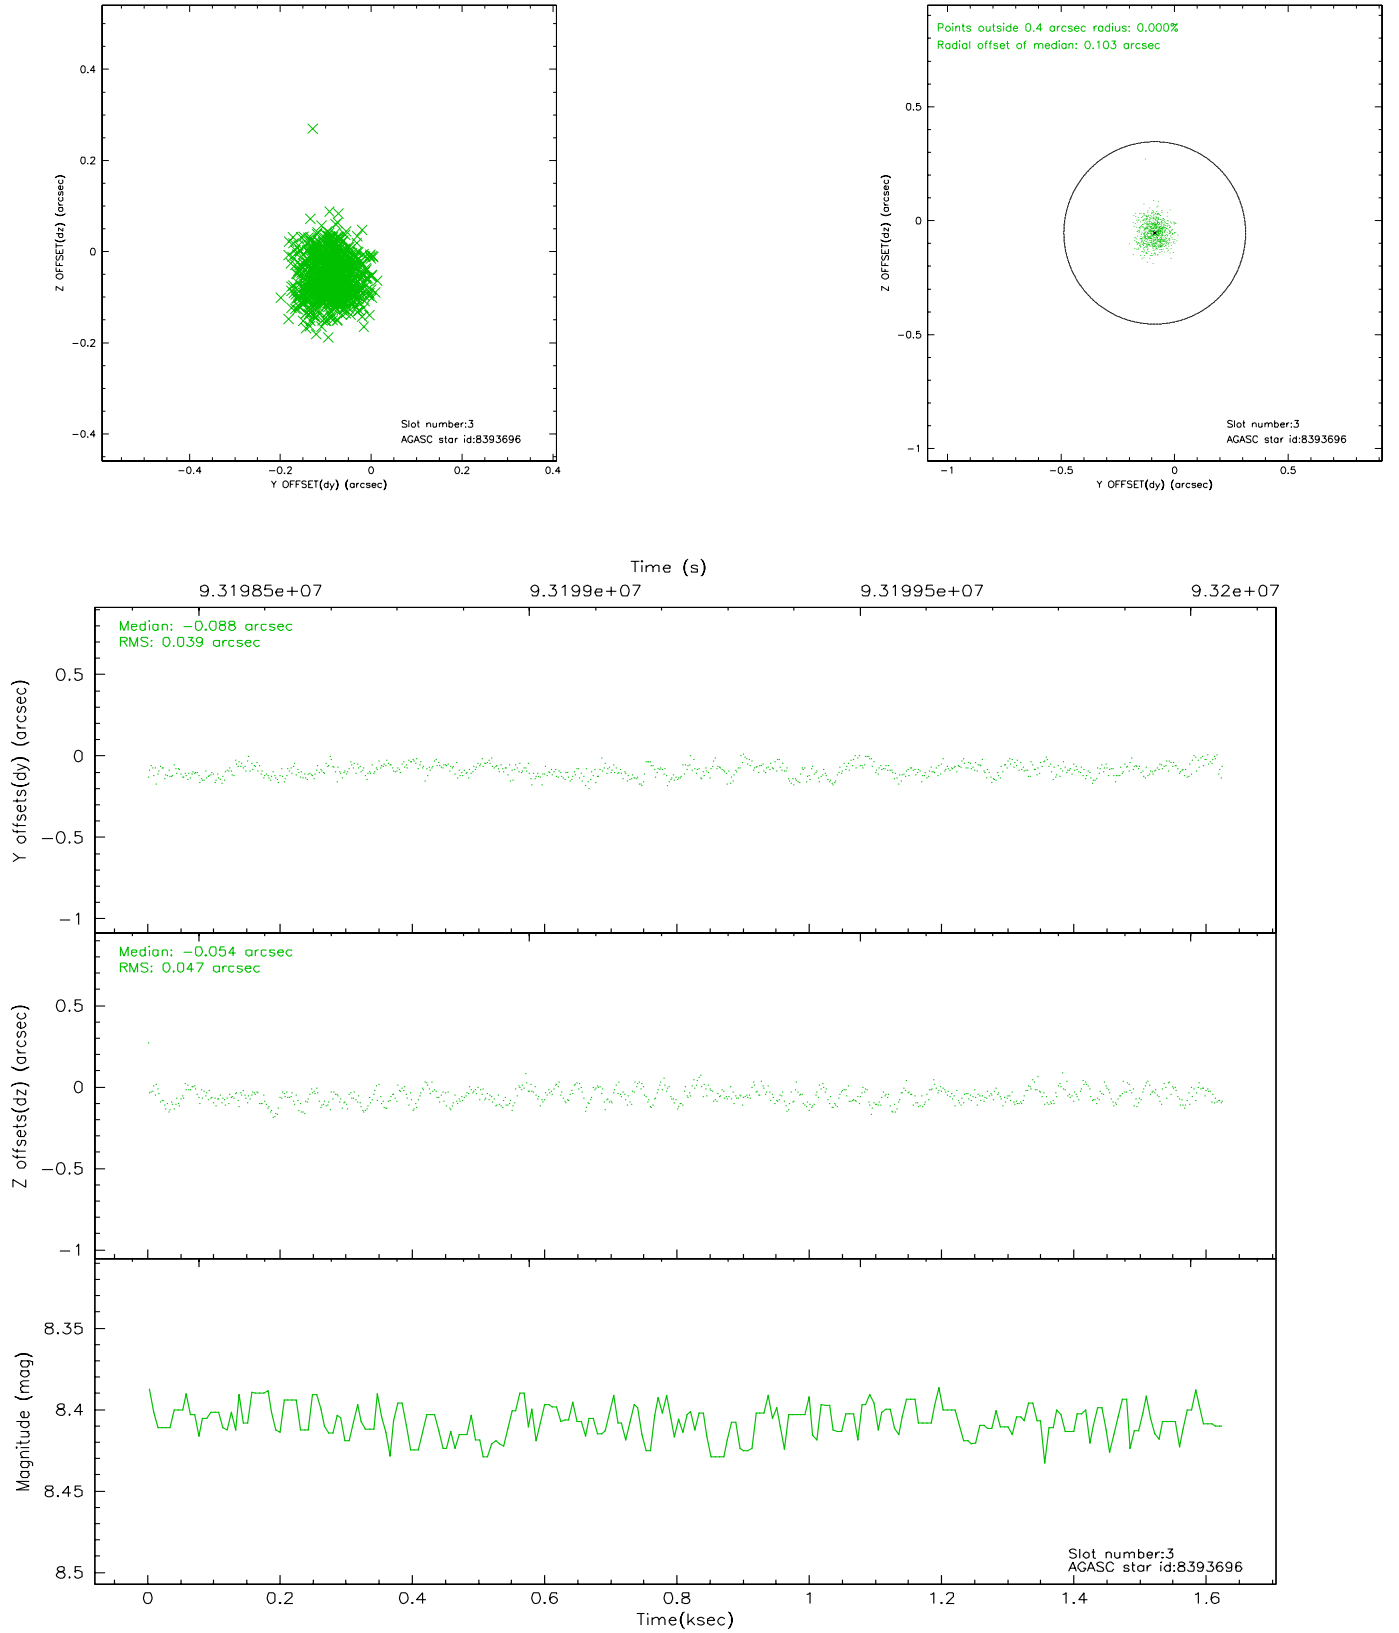 0.4
0.2
0
−0.2
−0.4
Z OFFSET(dz) (arcsec)
−0.4
−0.2
0
0.2
0.4
Y OFFSET(dy) (arcsec)
Slot number:3
AGASC star id:8393696
Points outside 0.4 arcsec radius: 0.000%
Radial offset of median: 0.103 arcsec
0.5
0
−0.5
−1
Z OFFSET(dz) (arcsec)
−1
−0.5
0
0.5
Y OFFSET(dy) (arcsec)
Slot number:3
AGASC star id:8393696
Time (s)
9.31985e+07
9.3199e+07
9.31995e+07
9.32e+07
Median: −0.088 arcsec
RMS: 0.039 arcsec
0.5
0
−0.5
−1
Y offsets(dy) (arcsec)
Median: −0.054 arcsec
RMS: 0.047 arcsec
0.5
0
−0.5
−1
Z offsets(dz) (arcsec)
8.35
8.4
8.45
8.5
Magnitude (mag)
Slot number:3
AGASC star id:8393696
0
0.2
0.4
0.6
0.8
1
1.2
1.4
1.6
Time(ksec)